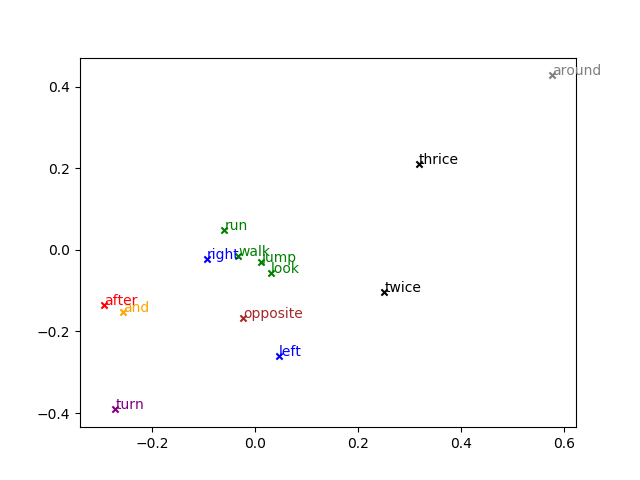 around
0.4
thrice
0.2
run
0.0
right
walk
jump
look
twice
after
and
opposite
−0.2
left
turn
−0.4
−0.2
0.0
0.2
0.4
0.6